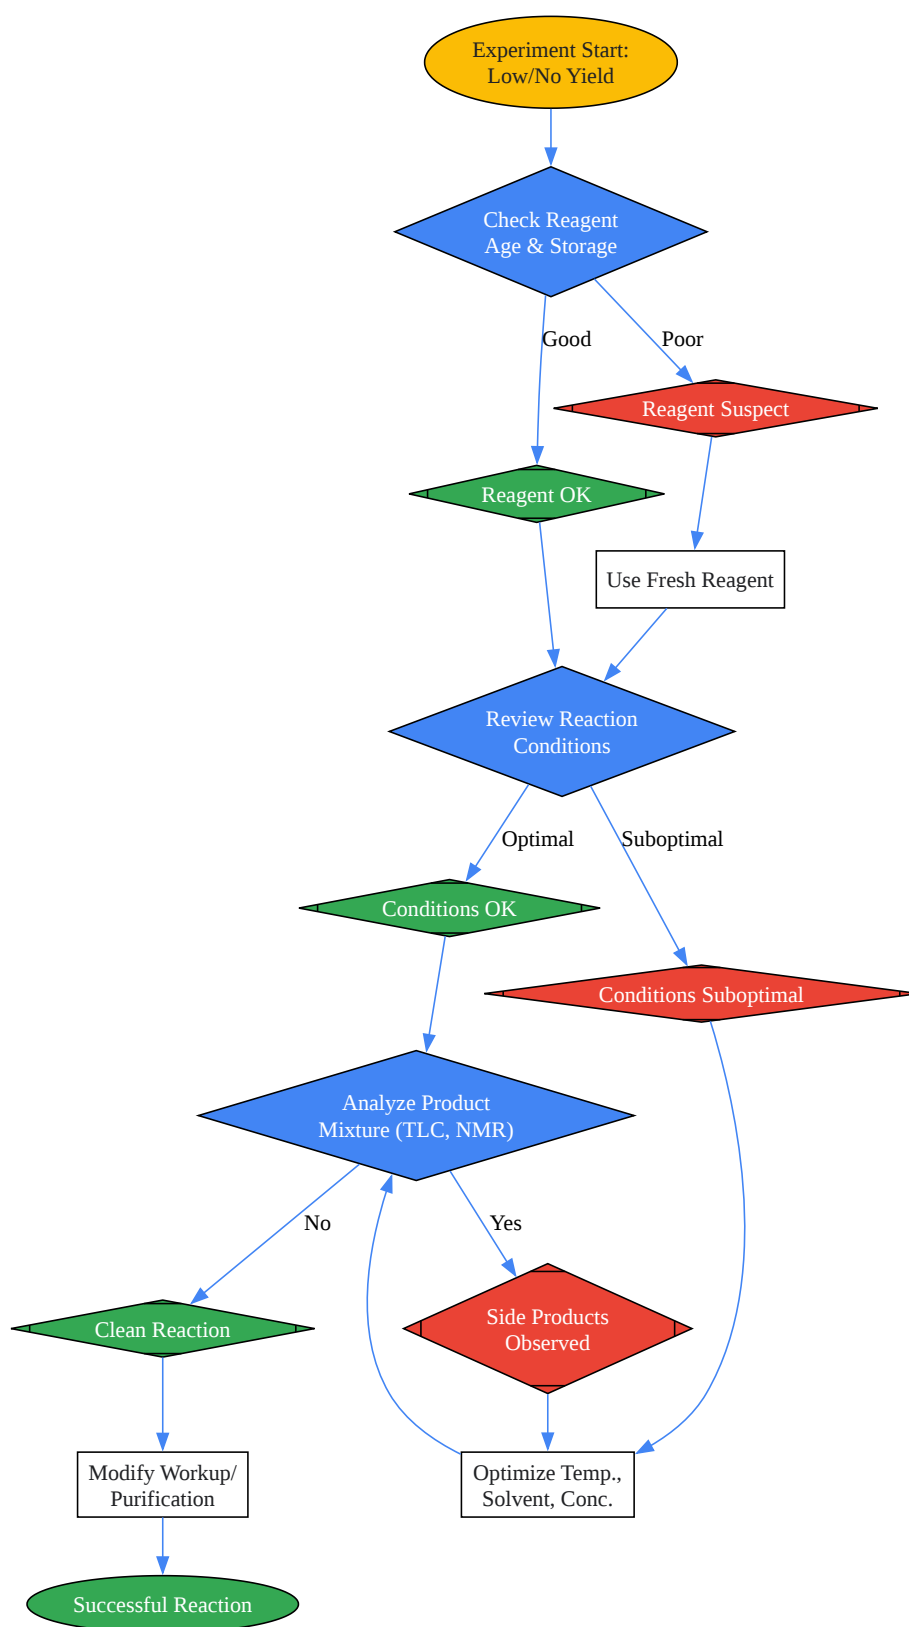 Experiment Start:
Low/No Yield
Check Reagent
Age & Storage
Good
Poor
Reagent Suspect
Reagent OK
Use Fresh Reagent
Review Reaction
Conditions
Optimal
Suboptimal
Conditions OK
Conditions Suboptimal
Analyze Product
Mixture (TLC, NMR)
No
Yes
Side Products
Observed
Clean Reaction
Modify Workup/
Purification
Optimize Temp.,
Solvent, Conc.
Successful Reaction